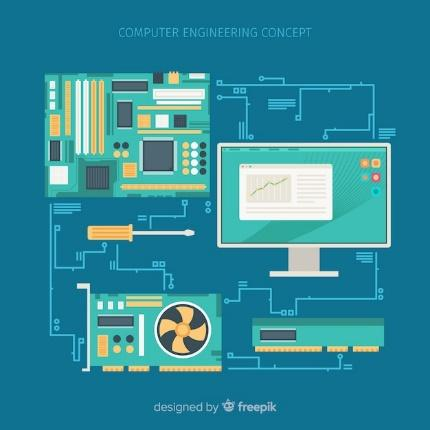 COMPUTER ENGINEERING CONCEPT
designed by freepik